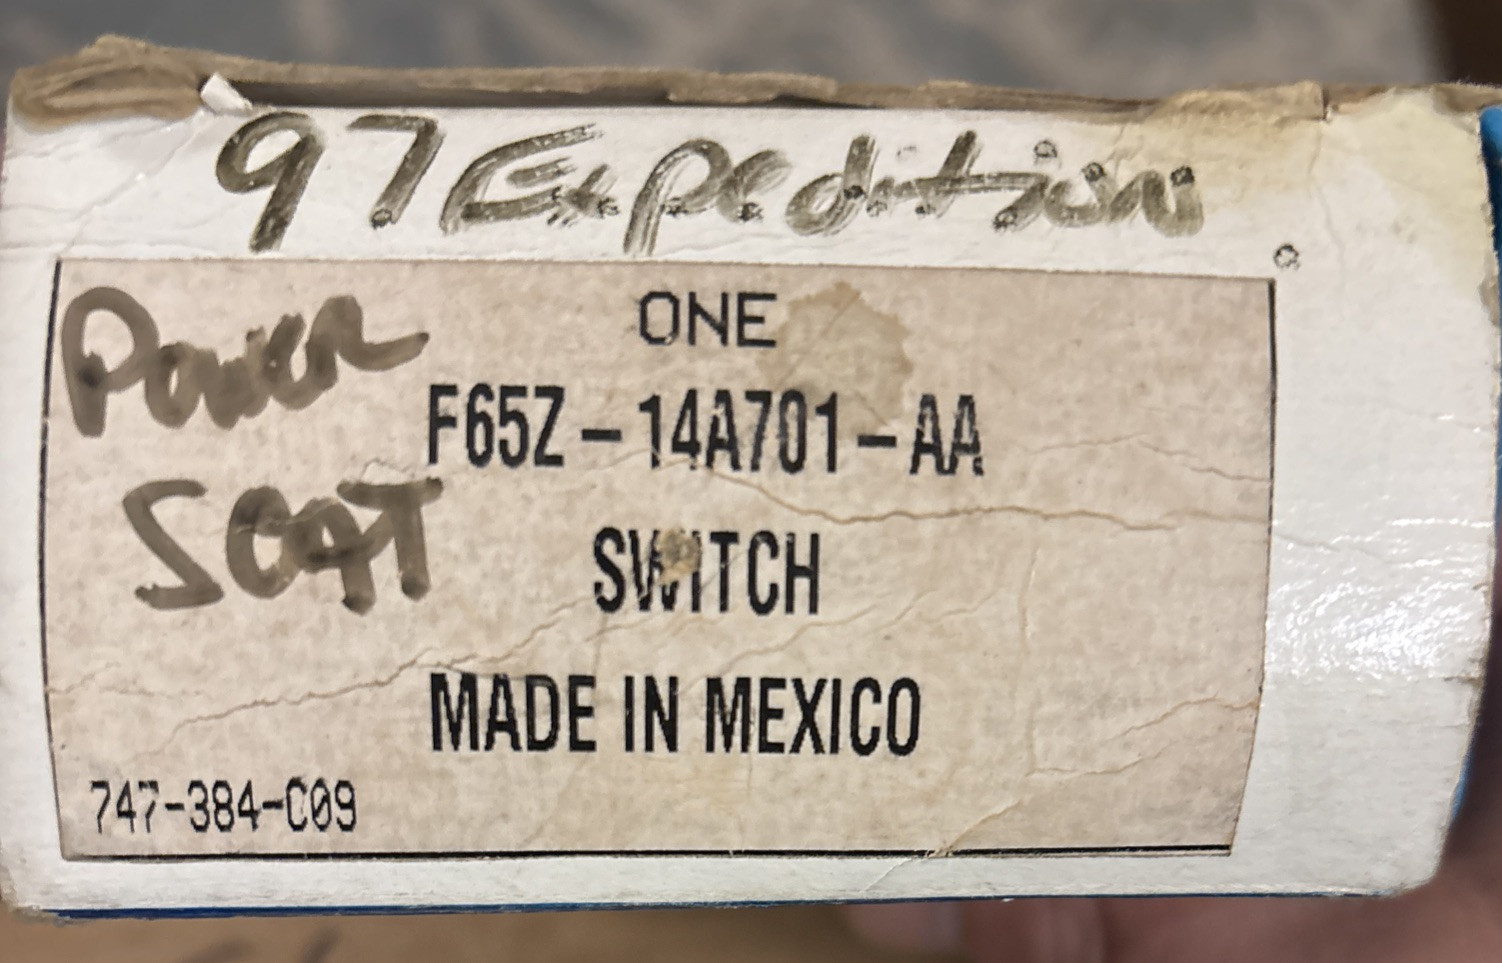 97 Expedition
Power
Seat
ONE
F65Z-14A701-AA
SWITCH
MADE IN MEXICO
747-384-C09